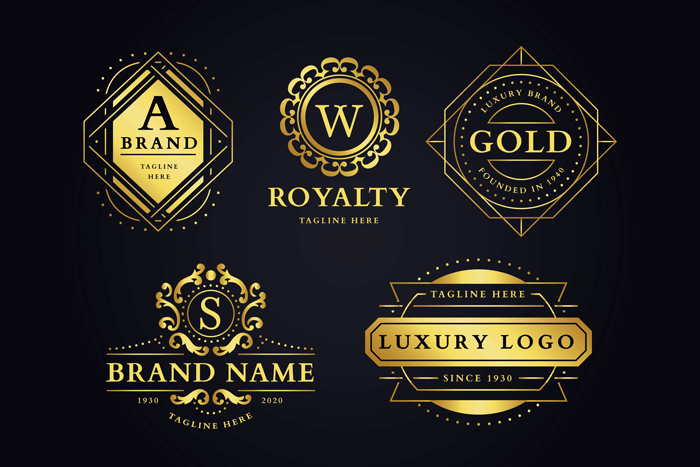 A
BRAND
TAGLINE
HERE
W
ROYALTY
TAGLINE HERE
LUXURY BRAND
GOLD
FOUNDED IN 1940
S
BRAND NAME
1930 2020
TAGLINE HERE
TAGLINE HERE
LUXURY LOGO
SINCE 1930